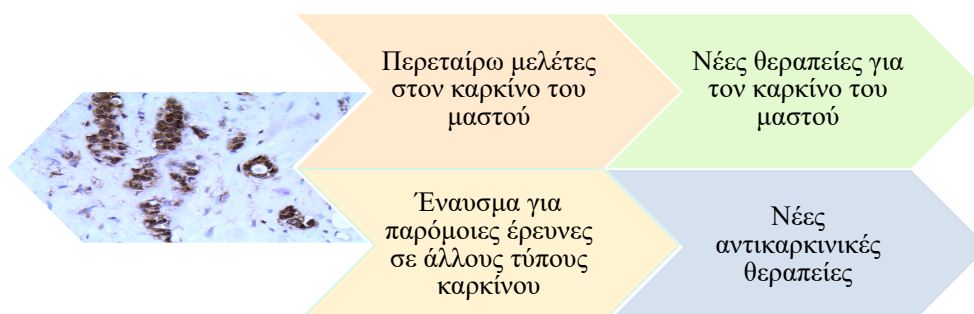 Περεταίρω μελέτες
στον καρκίνο του
μαστού
Νέες θεραπείες για
τον καρκίνο του
μαστού
Έναυσμα για
παρόμοιες έρευνες
σε άλλους τύπους
καρκίνου
Νέες
αντικαρκινικές
θεραπείες